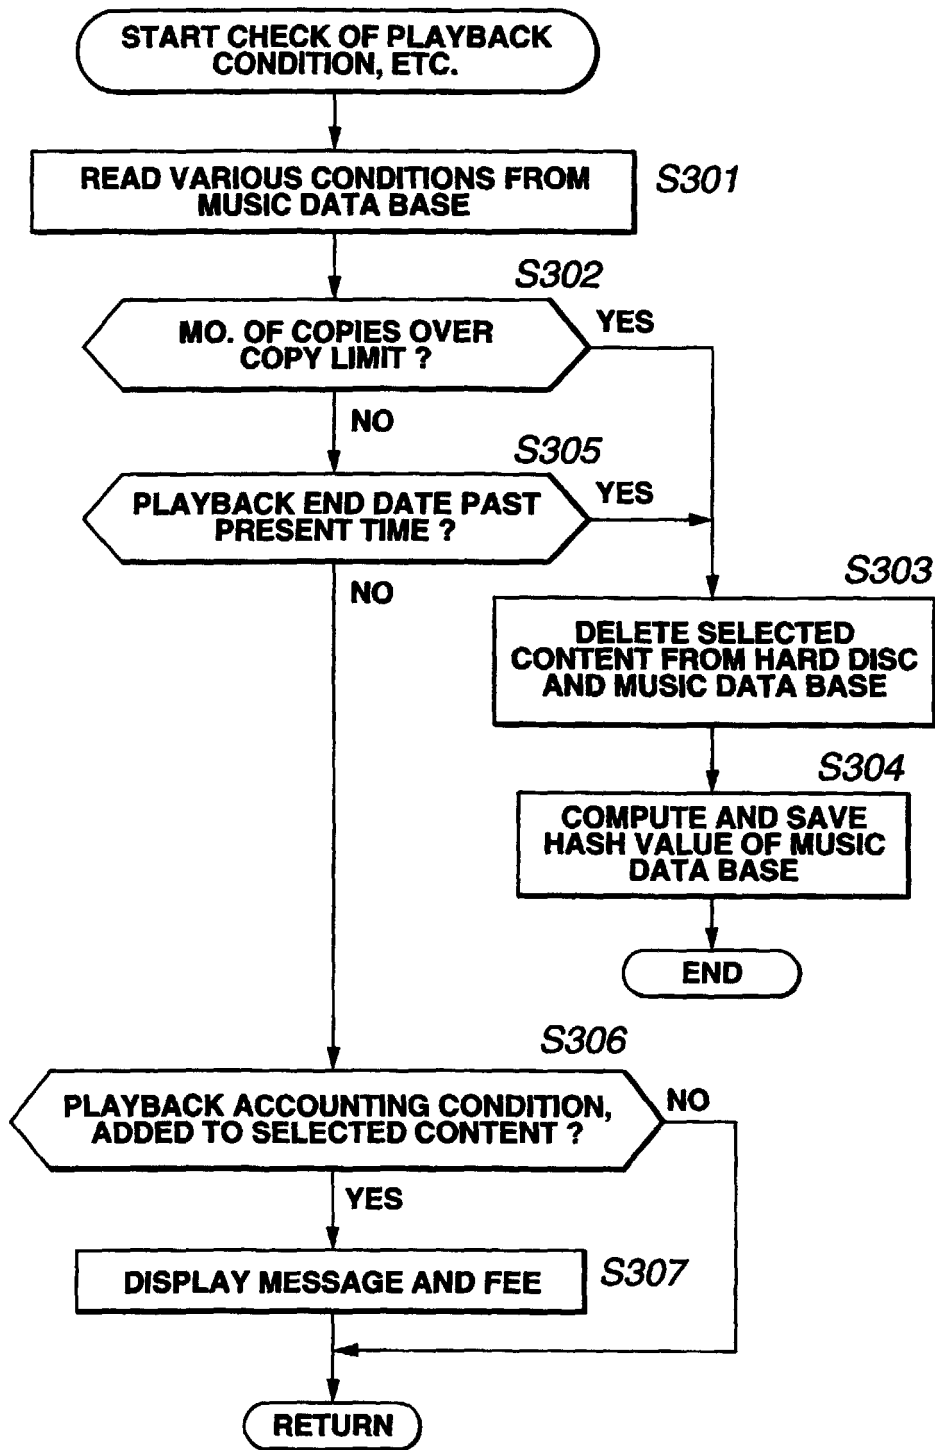 START CHECK OF PLAYBACK
CONDITION, ETC.
READ VARIOUS CONDITIONS FROM
MUSIC DATA BASE
S301
S302
MO. OF COPIES OVER
COPY LIMIT ?
YES
NO
S305
PLAYBACK END DATE PAST
PRESENT TIME ?
YES
NO
S303
DELETE SELECTED
CONTENT FROM HARD DISC
AND MUSIC DATA BASE
S304
COMPUTE AND SAVE
HASH VALUE OF MUSIC
DATA BASE
END
S306
PLAYBACK ACCOUNTING CONDITION,
ADDED TO SELECTED CONTENT ?
NO
YES
DISPLAY MESSAGE AND FEE
S307
RETURN